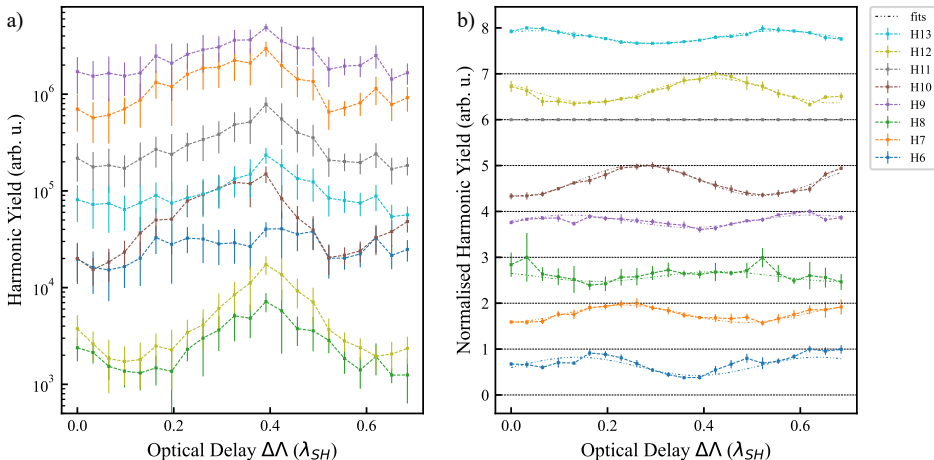 a)
Harmonic Yield (arb. u.)
10⁶
10⁵
10⁴
10³
0.0 0.2 0.4 0.6
Optical Delay ΔΛ (λ_SH)
b)
Normalised Harmonic Yield (arb. u.)
8
7
6
5
4
3
2
1
0
0.0 0.2 0.4 0.6
Optical Delay ΔΛ (λ_SH)
fits
H13
H12
H11
H10
H9
H8
H7
H6